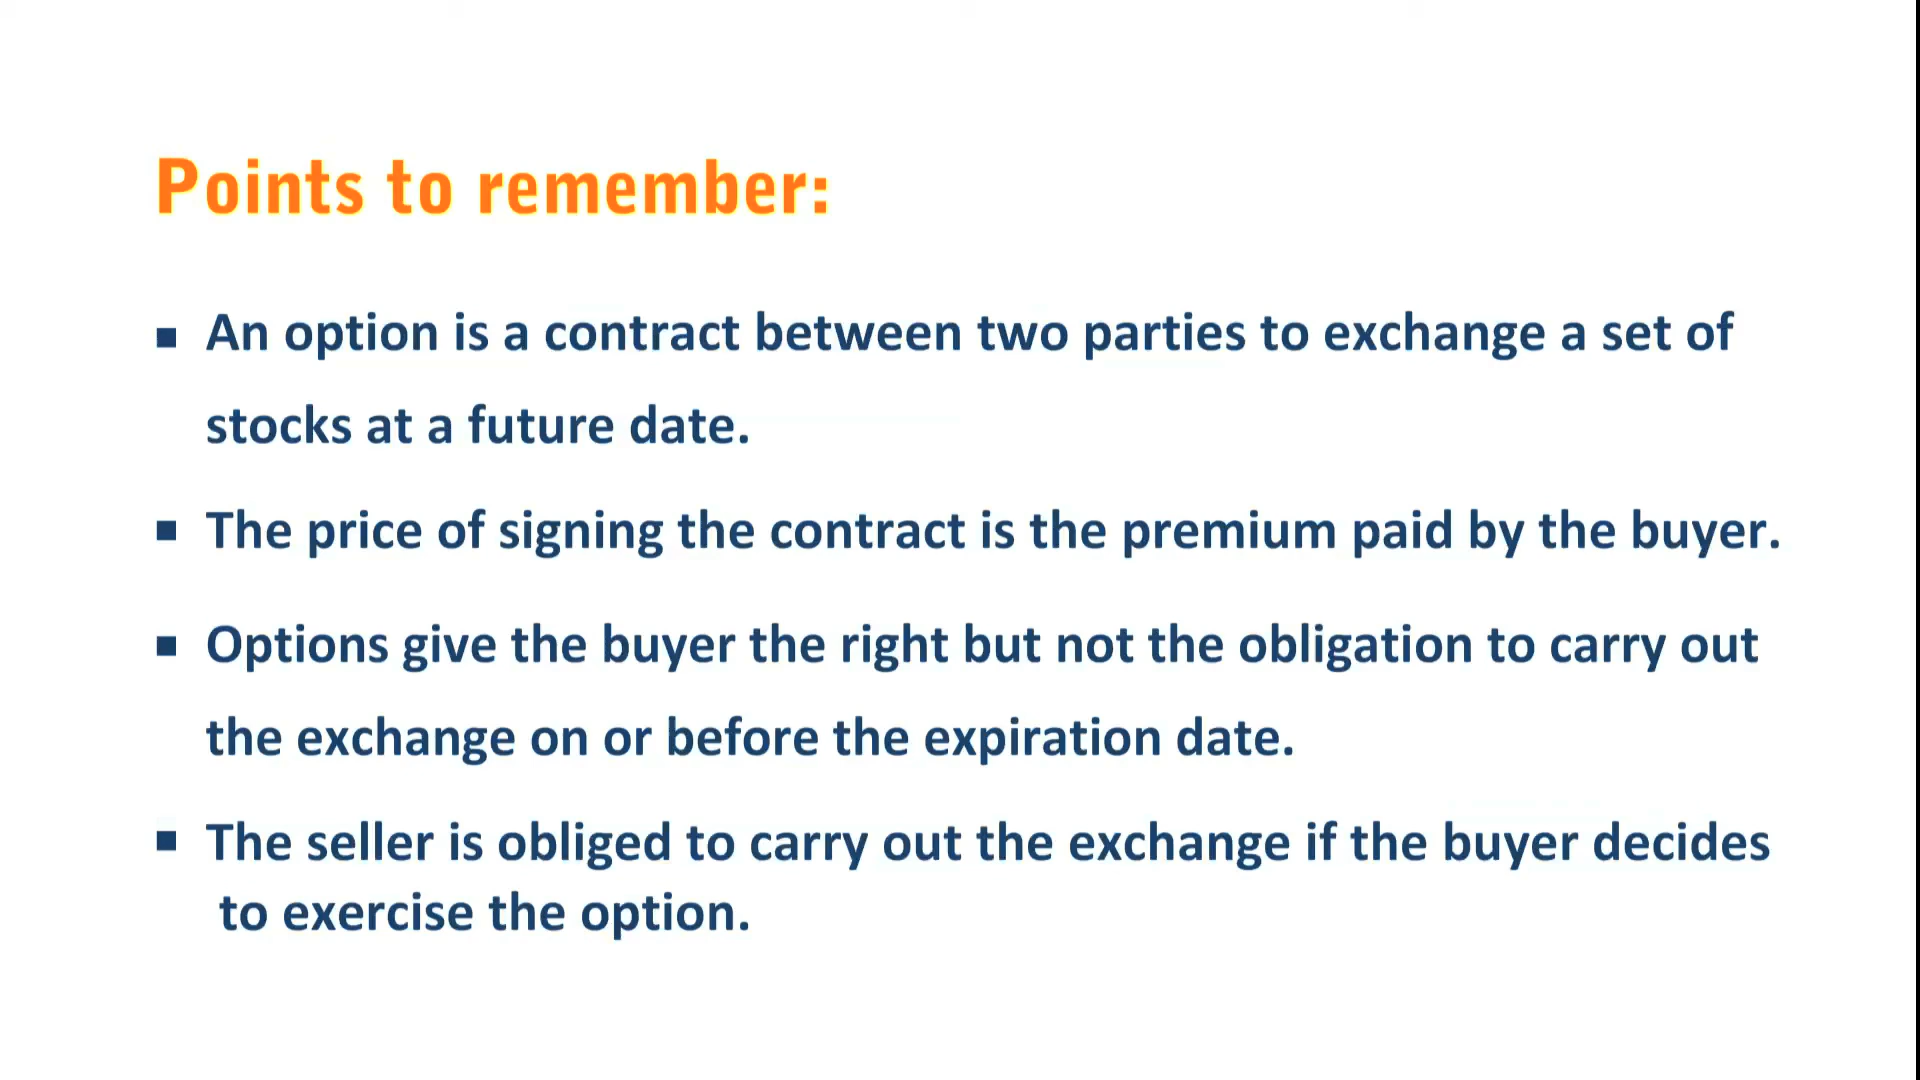 Points to remember:
▪ An option is a contract between two parties to exchange a set of
stocks at a future date.
▪ The price of signing the contract is the premium paid by the buyer.
▪ Options give the buyer the right but not the obligation to carry out
the exchange on or before the expiration date.
▪ The seller is obliged to carry out the exchange if the buyer decides
to exercise the option.